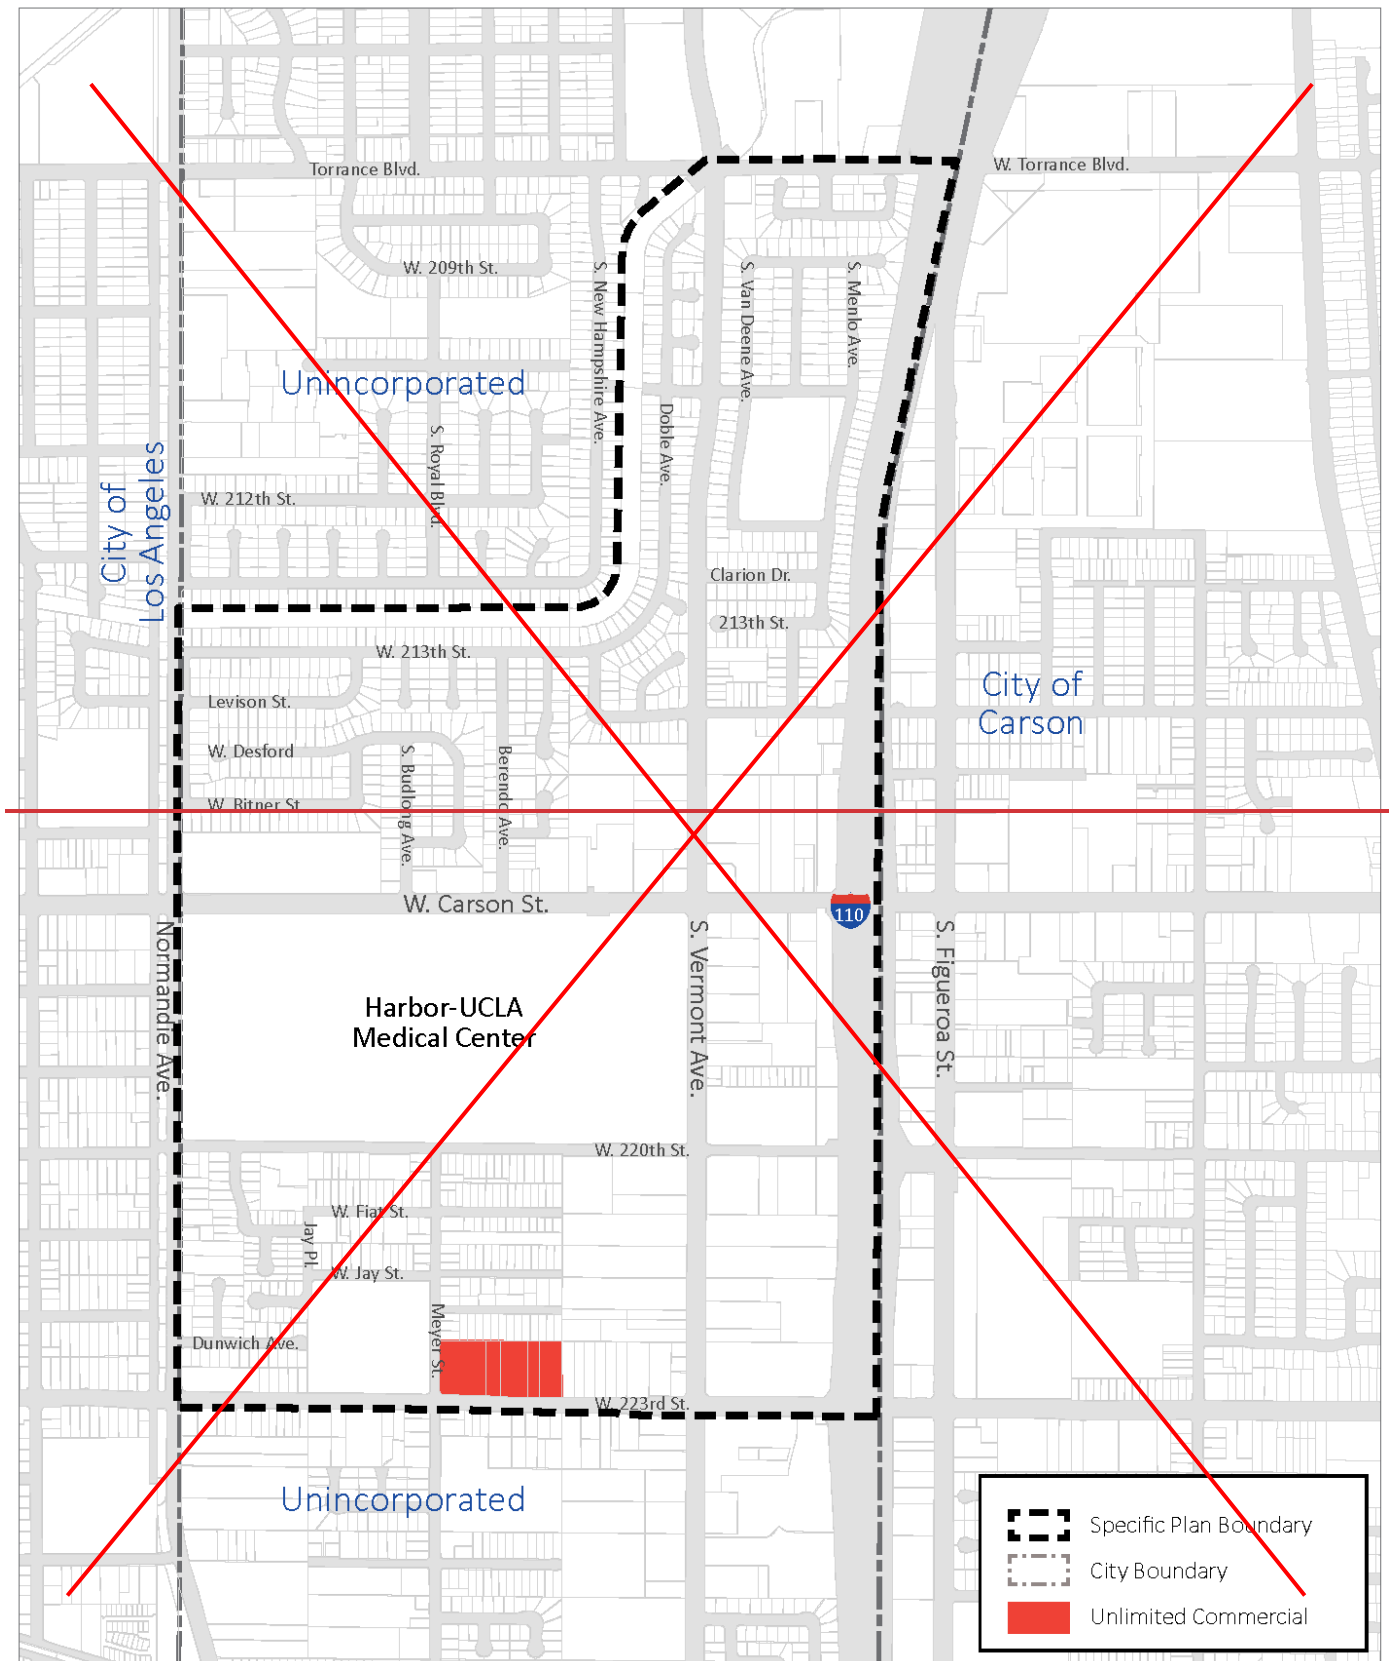 Torrance Blvd.
W. Torrance Blvd.
W. 209th St.
S. New Hampshire Ave.
S. Van Deene Ave.
S. Menlo Ave.
Unincorporated
Doble Ave.
S. Royal Blvd.
City of
Los Angeles
W. 212th St.
Clarion Dr.
213th St.
W. 213th St.
City of
Carson
Levison St.
W. Desford
S. Budlong Ave.
Berendo Ave.
W. Ritner St
W. Carson St.
110
Normandie Ave.
S. Vermont Ave.
S. Figueroa St.
Harbor-UCLA
Medical Center
W. 220th St.
W. Fiat St.
Jay Pl.
W. Jay St.
Meyer St.
Dunwich Ave.
W. 223rd St.
Unincorporated
Specific Plan Boundary
City Boundary
Unlimited Commercial